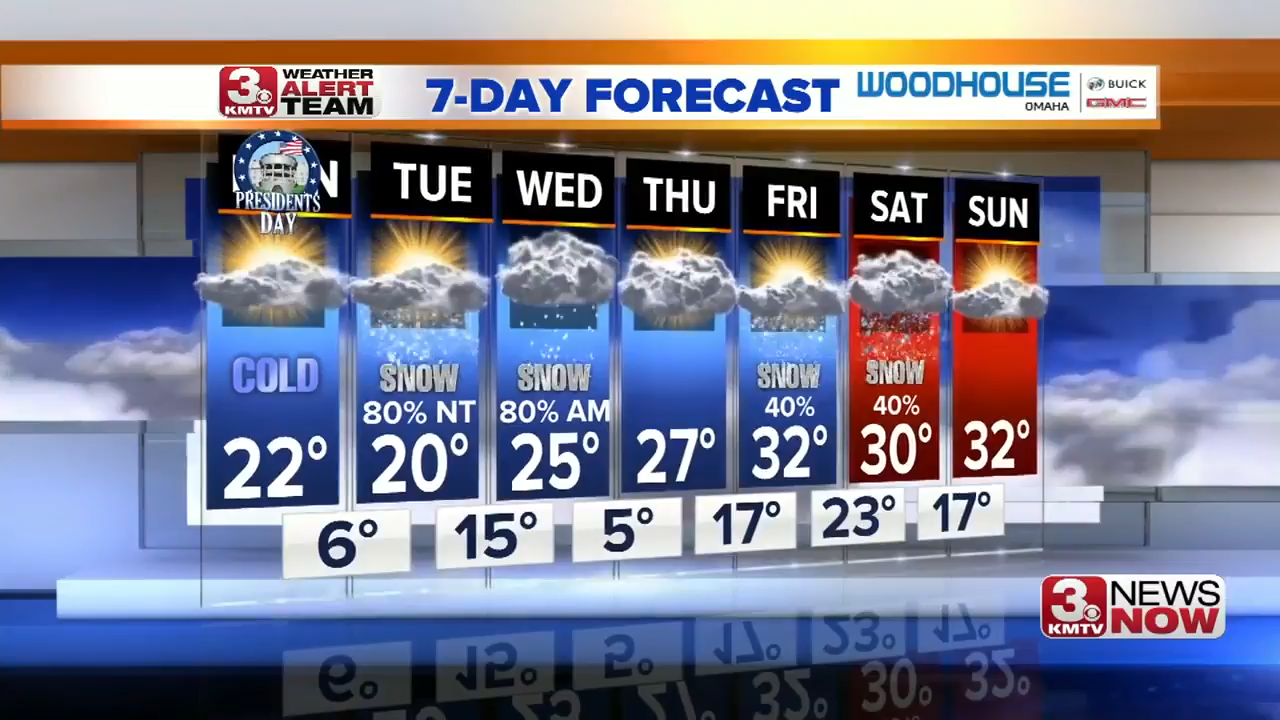 3
KMTV
WEATHER
ALERT
TEAM
7-DAY FORECAST
WOODHOUSE
OMAHA
BUICK
GMC
PRESIDENTS
DAY
TUE
WED
THU
FRI
SAT
SUN
COLD
SNOW
SNOW
SNOW
SNOW
80% NT
80% AM
40%
40%
22°
20°
25°
27°
32°
30°
32°
6°
15°
5°
17°
23°
17°
3
KMTV
NEWS
NOW